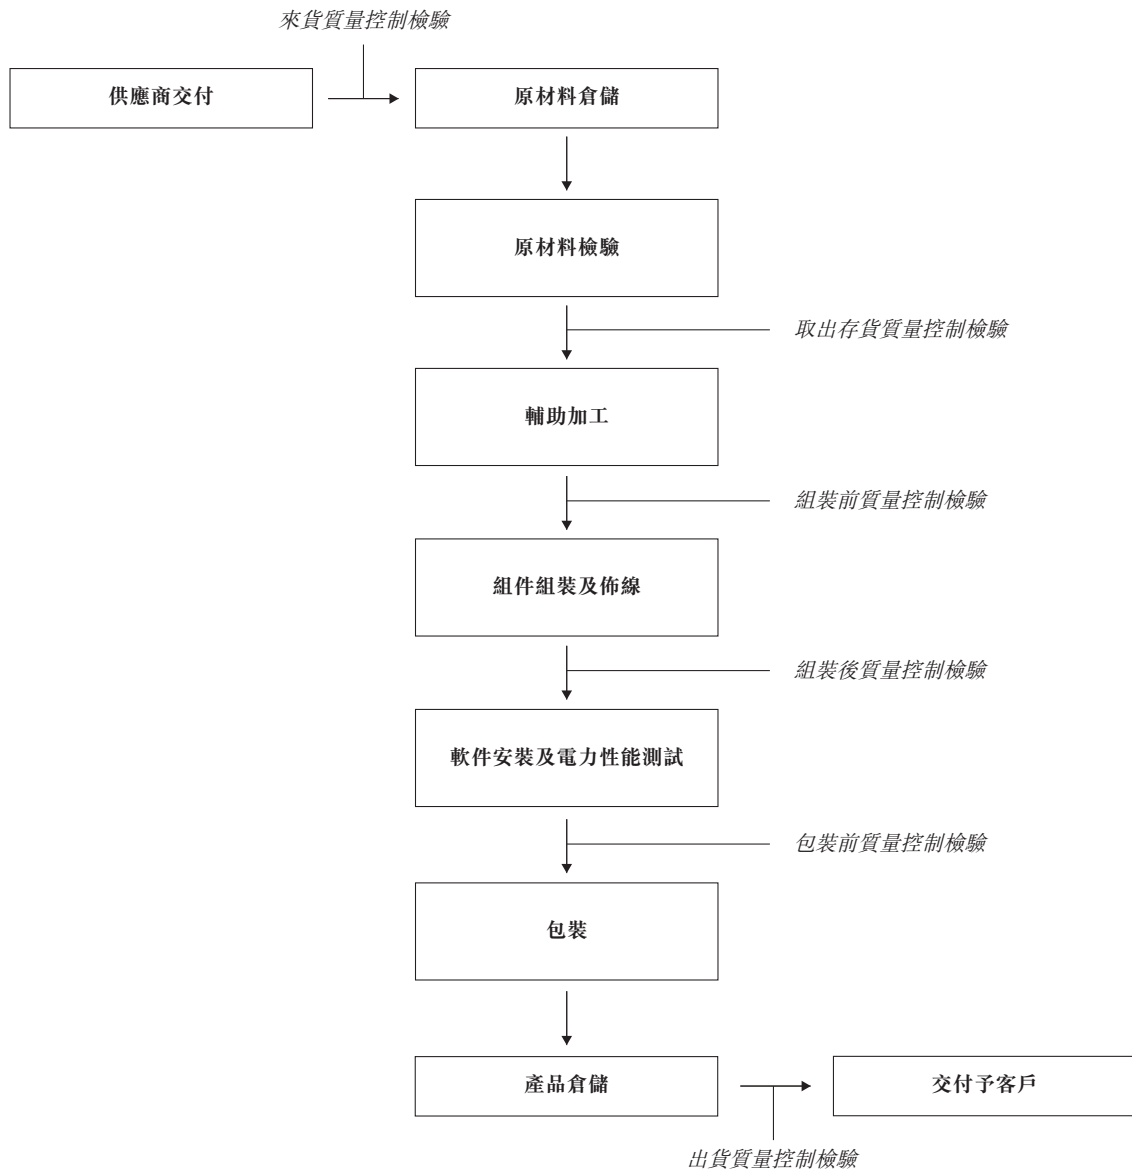 來貨質量控制檢驗
供應商交付
原材料倉儲
原材料檢驗
取出存貨質量控制檢驗
輔助加工
組裝前質量控制檢驗
組件組裝及佈線
組裝後質量控制檢驗
軟件安裝及電力性能測試
包裝前質量控制檢驗
包裝
產品倉儲
交付予客戶
出貨質量控制檢驗